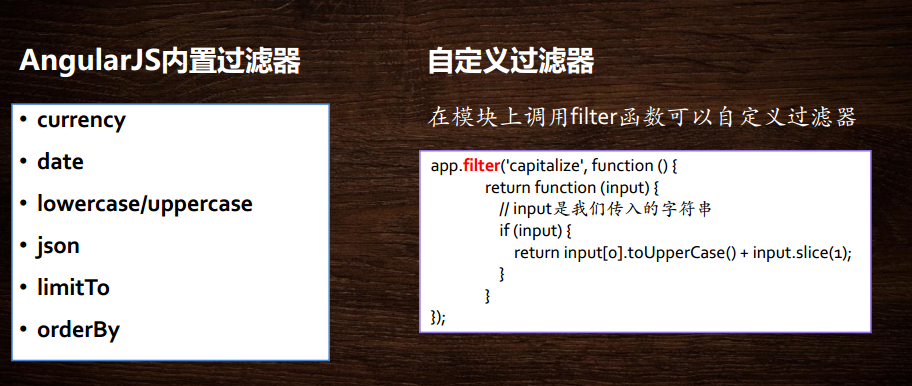 AngularJS内置过滤器
• currency
• date
• lowercase/uppercase
• json
• limitTo
• orderBy
自定义过滤器
在模块上调用filter函数可以自定义过滤器
app.filter('capitalize', function () {
return function (input) {
// input是我们传入的字符串
if (input) {
return input[0].toUpperCase() + input.slice(1);
}
}
});